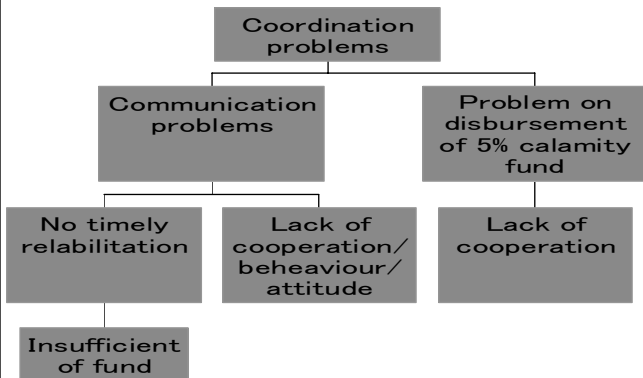 Coordination
problems
Communication
problems
Problem on
disbursement
of 5% calamity
fund
No timely
relabilitation
Lack of
cooperation/
beheaviour/
attitude
Lack of
cooperation
Insufficient
of fund